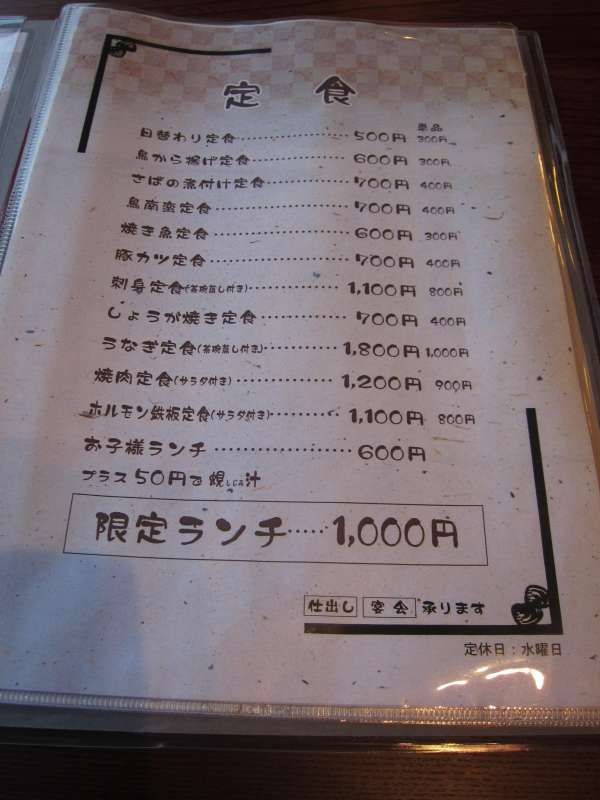 定食
単品
日替わり定食……………500円 300円
鳥から揚げ定食……………600円 300円
さばの煮付け定食……………700円 400円
鳥南蛮定食……………700円 400円
焼き魚定食……………600円 300円
豚カツ定食……………700円 400円
刺身定食(茶碗蒸し付き)……………1,100円 800円
しょうが焼き定食……………700円 400円
うなぎ定食(茶碗蒸し付き)……………1,800円 1,000円
焼肉定食(サラダ付き)……………1,200円 900円
ホルモン鉄板定食(サラダ付き)……………1,100円 800円
お子様ランチ……………600円
プラス50円で蜆しじみ汁
限定ランチ……1,000円
仕出し 宴会 承ります
定休日：水曜日